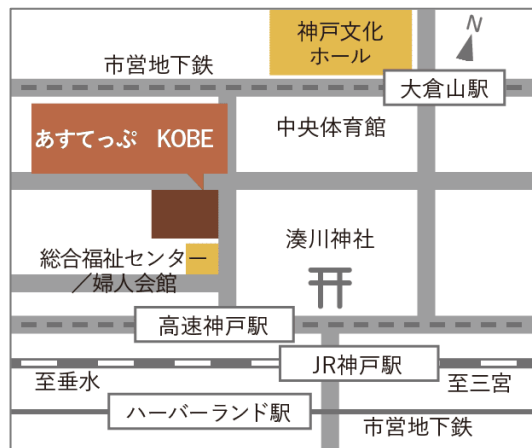 神戸文化
ホール
N
市営地下鉄
大倉山駅
あすてっぷ　KOBE
中央体育館
湊川神社
総合福祉センター
／婦人会館
高速神戸駅
JR神戸駅
至垂水
至三宮
ハーバーランド駅
市営地下鉄